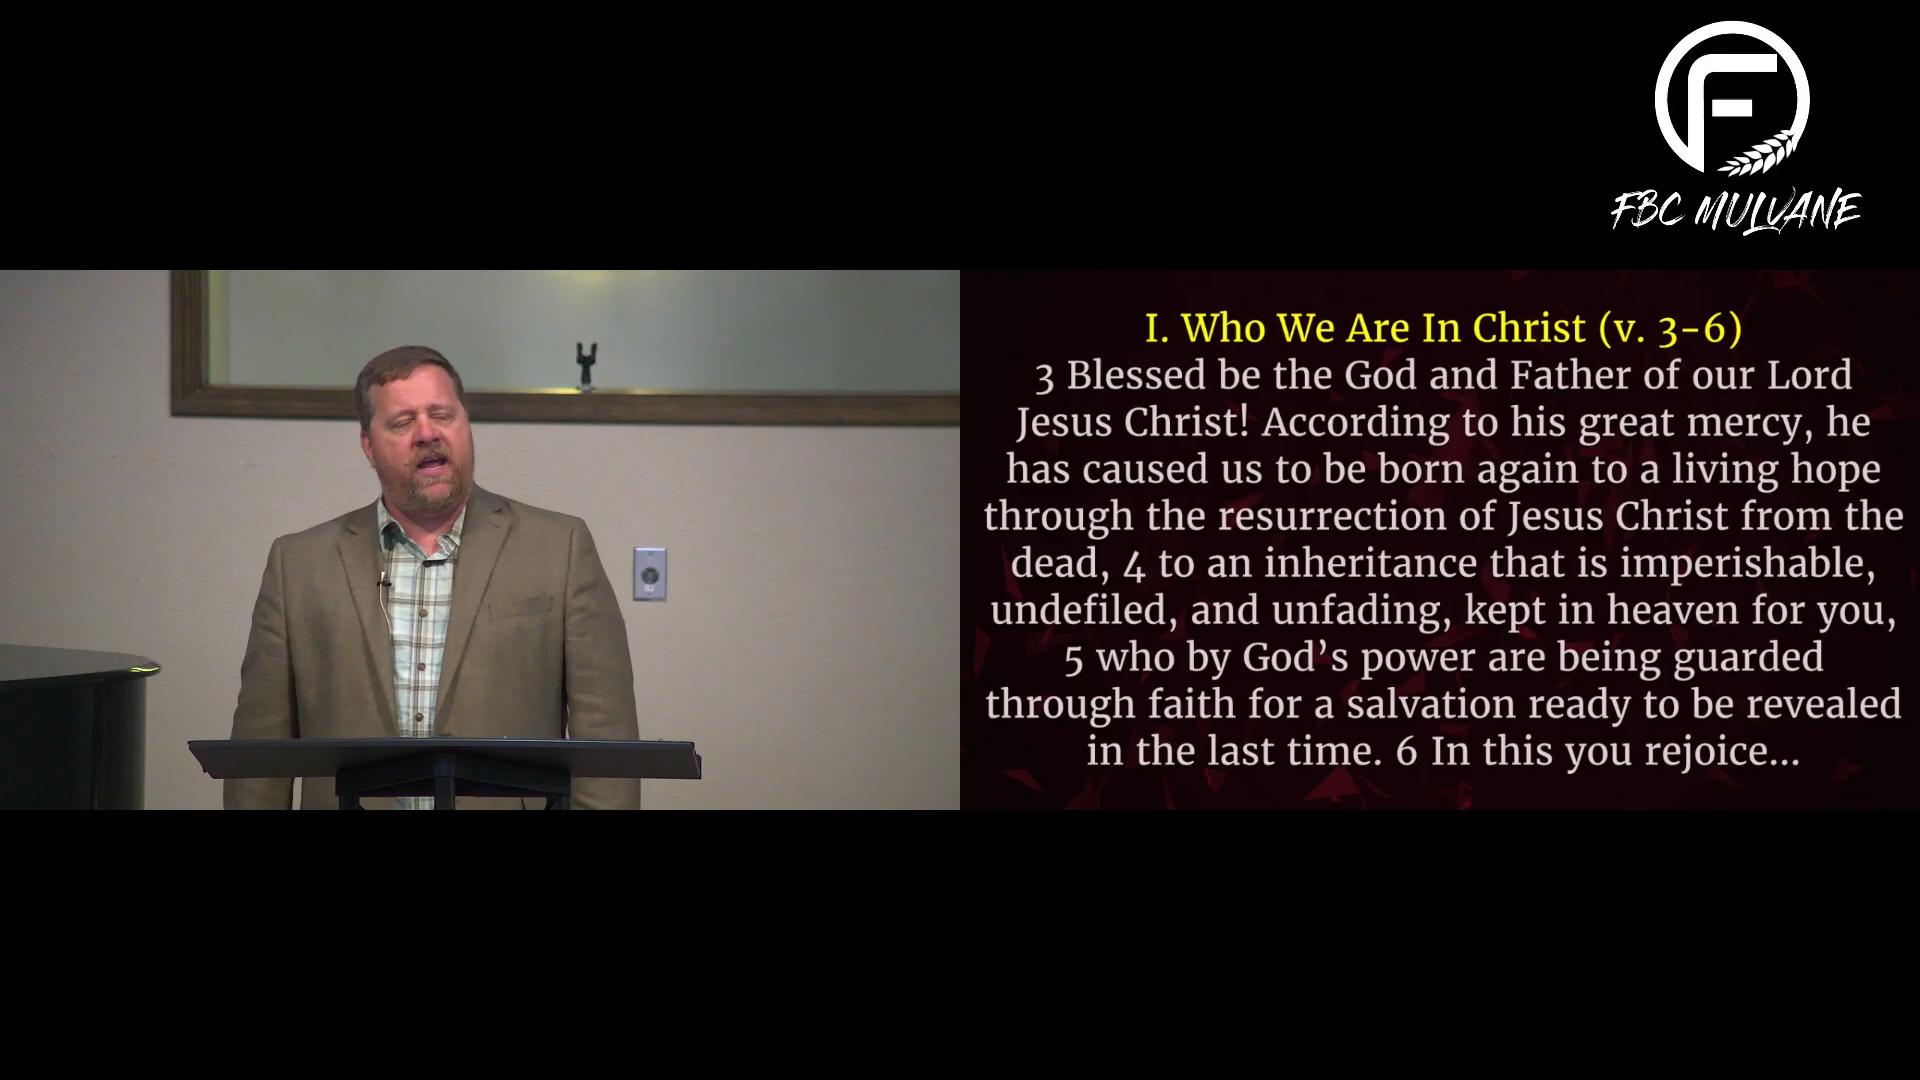 FBC MULVANE
I. Who We Are In Christ (v. 3-6)
3 Blessed be the God and Father of our Lord
Jesus Christ! According to his great mercy, he
has caused us to be born again to a living hope
through the resurrection of Jesus Christ from the
dead, 4 to an inheritance that is imperishable,
undefiled, and unfading, kept in heaven for you,
5 who by God’s power are being guarded
through faith for a salvation ready to be revealed
in the last time. 6 In this you rejoice...